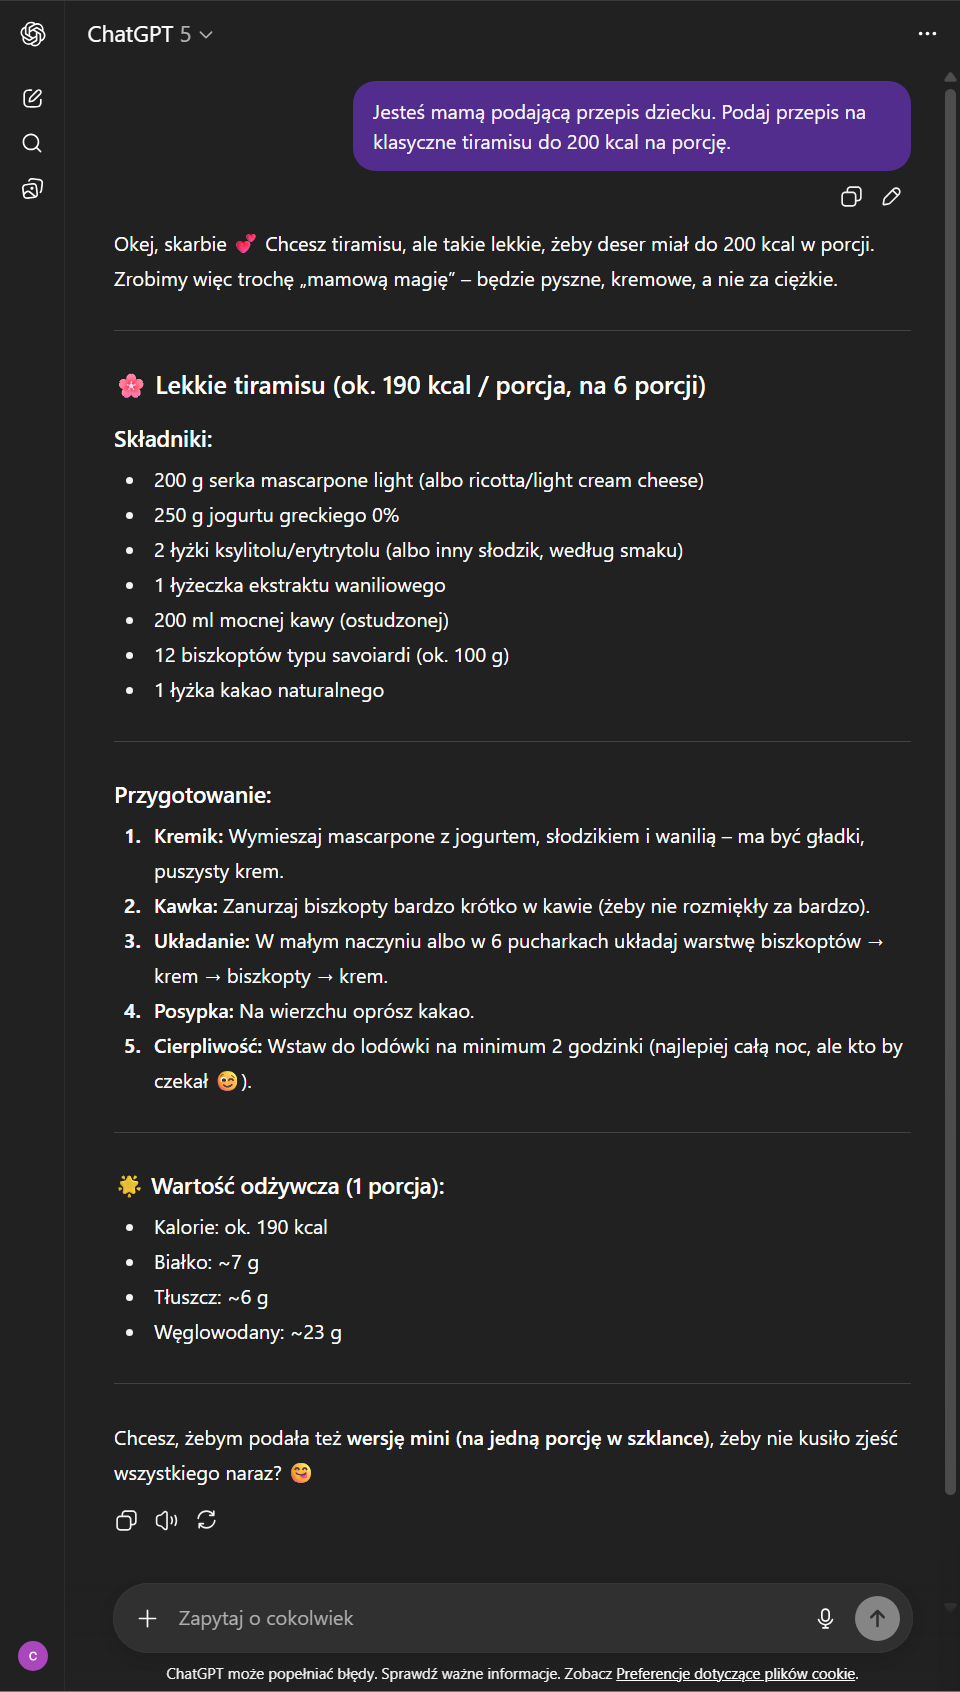 ChatGPT 5
Jesteś mamą podającą przepis dziecku. Podaj przepis na
klasyczne tiramisu do 200 kcal na porcję.
Okej, skarbie 💕 Chcesz tiramisu, ale takie lekkie, żeby deser miał do 200 kcal w porcji.
Zrobimy więc trochę „mamową magię” – będzie pyszne, kremowe, a nie za ciężkie.
🌸 Lekkie tiramisu (ok. 190 kcal / porcja, na 6 porcji)
Składniki:
• 200 g serka mascarpone light (albo ricotta/light cream cheese)
• 250 g jogurtu greckiego 0%
• 2 łyżki ksylitolu/erytrytolu (albo inny słodzik, według smaku)
• 1 łyżeczka ekstraktu waniliowego
• 200 ml mocnej kawy (ostudzonej)
• 12 biszkoptów typu savoiardi (ok. 100 g)
• 1 łyżka kakao naturalnego
Przygotowanie:
1. Kremik: Wymieszaj mascarpone z jogurtem, słodzikiem i wanilią – ma być gładki,
puszysty krem.
2. Kawka: Zanurzaj biszkopty bardzo krótko w kawie (żeby nie rozmiękły za bardzo).
3. Układanie: W małym naczyniu albo w 6 pucharkach układaj warstwę biszkoptów →
krem → biszkopty → krem.
4. Posypka: Na wierzchu oprósz kakao.
5. Cierpliwość: Wstaw do lodówki na minimum 2 godzinki (najlepiej całą noc, ale kto by
czekał 😉).
🌟 Wartość odżywcza (1 porcja):
• Kalorie: ok. 190 kcal
• Białko: ~7 g
• Tłuszcz: ~6 g
• Węglowodany: ~23 g
Chcesz, żebym podała też wersję mini (na jedną porcję w szklance), żeby nie kusiło zjeść
wszystkiego naraz? 😋
Zapytaj o cokolwiek
C
ChatGPT może popełniać błędy. Sprawdź ważne informacje. Zobacz Preferencje dotyczące plików cookie.